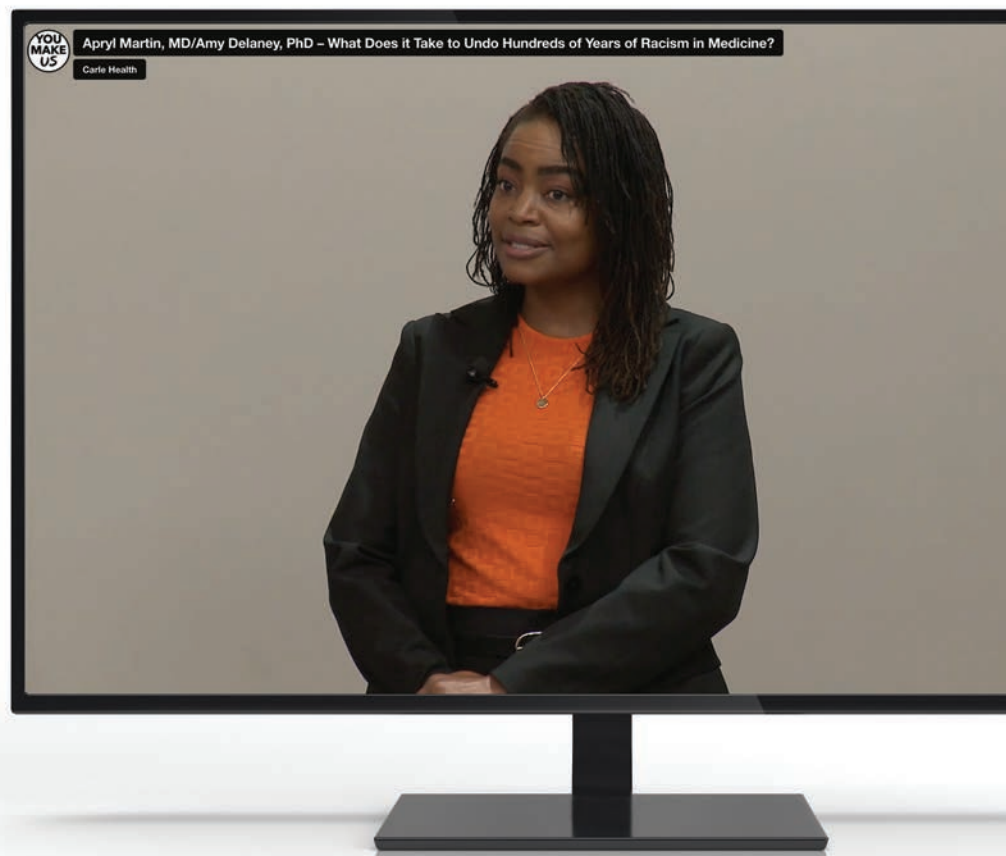 YOU
MAKE
US
Apryl Martin, MD/Amy Delaney, PhD – What Does it Take to Undo Hundreds of Years of Racism in Medicine?
Carle Health